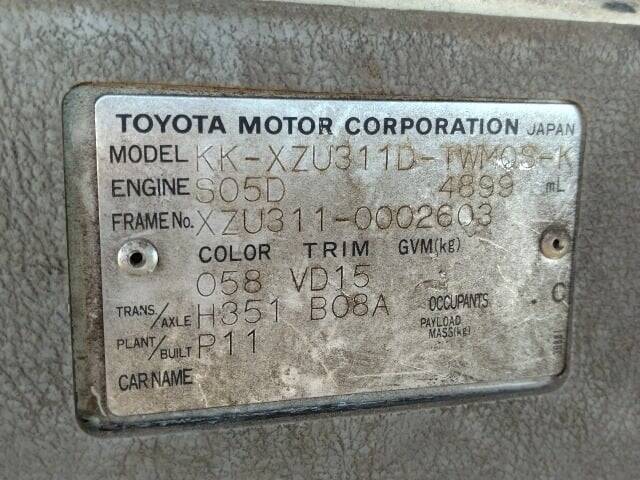 TOYOTA MOTOR CORPORATION JAPAN
MODEL KK-XZU311D-TWMQS-K
ENGINE S05D 4899 mL
FRAME No. XZU311-0002603
COLOR TRIM GVM(kg)
058 VD15
TRANS/AXLE H351 B08A OCCUPANTS . C
PAYLOAD MASS(kg)
PLANT/BUILT P11
CAR NAME